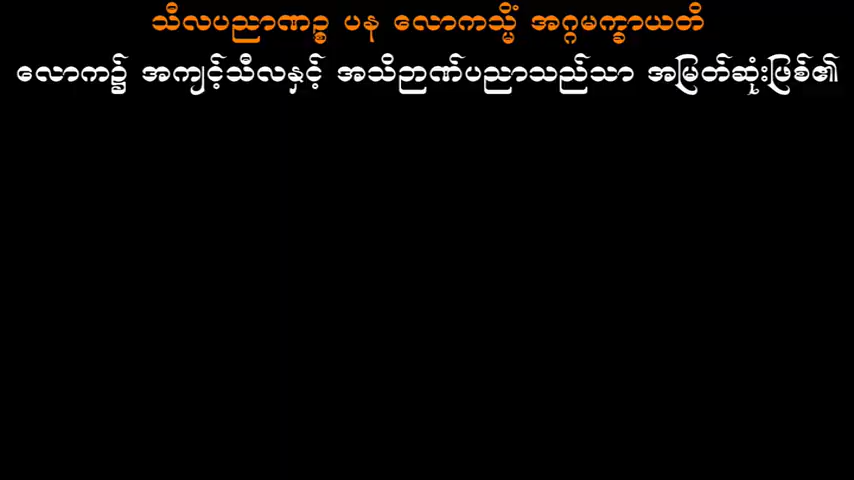 သီလပညာဏဉ္စ ပန လောကသ္မိံ အဂ္ဂမက္ခာယတိ
လောက၌ အကျင့်သီလနှင့် အသိဉာဏ်ပညာသည်သာ အမြတ်ဆုံးဖြစ်၏